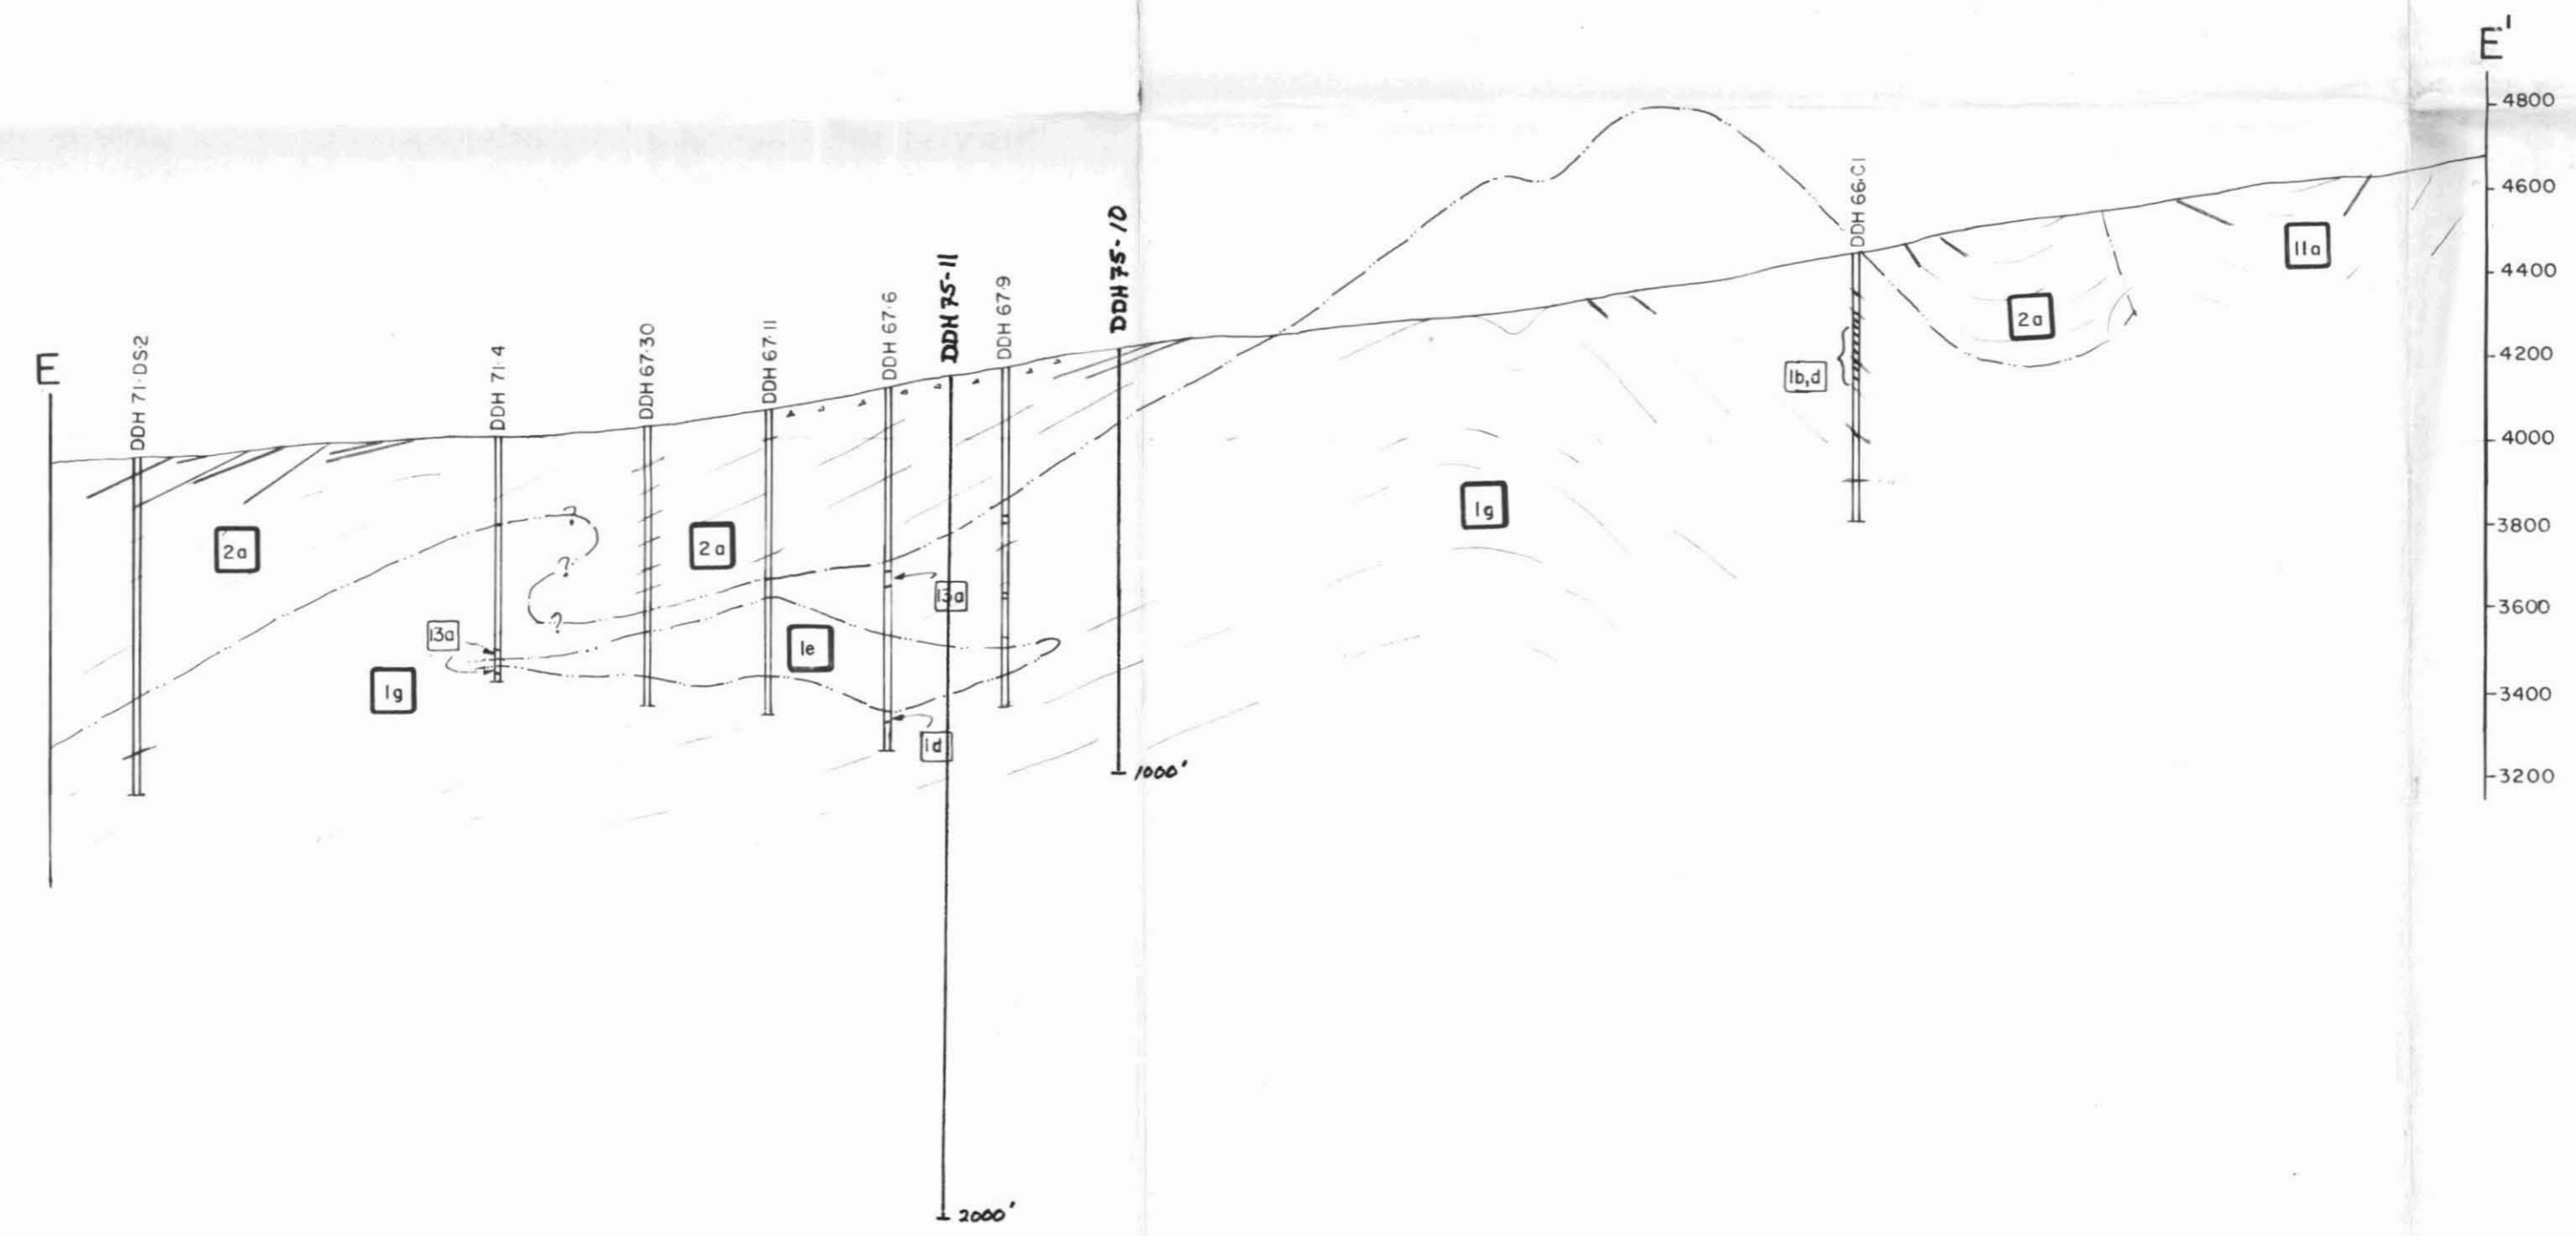 E
E'
DDH 71·DS·2
DDH 71·4
DDH 67·30
DDH 67·11
DDH 67·6
DDH 75-11
DDH 67·9
DDH 75-10
DDH 66·C1
4800
4600
4400
4200
4000
3800
3600
3400
3200
11a
2a
1b,d
1g
2a
2a
?
?
?
13a
13a
1e
1g
1d
1000'
2000'